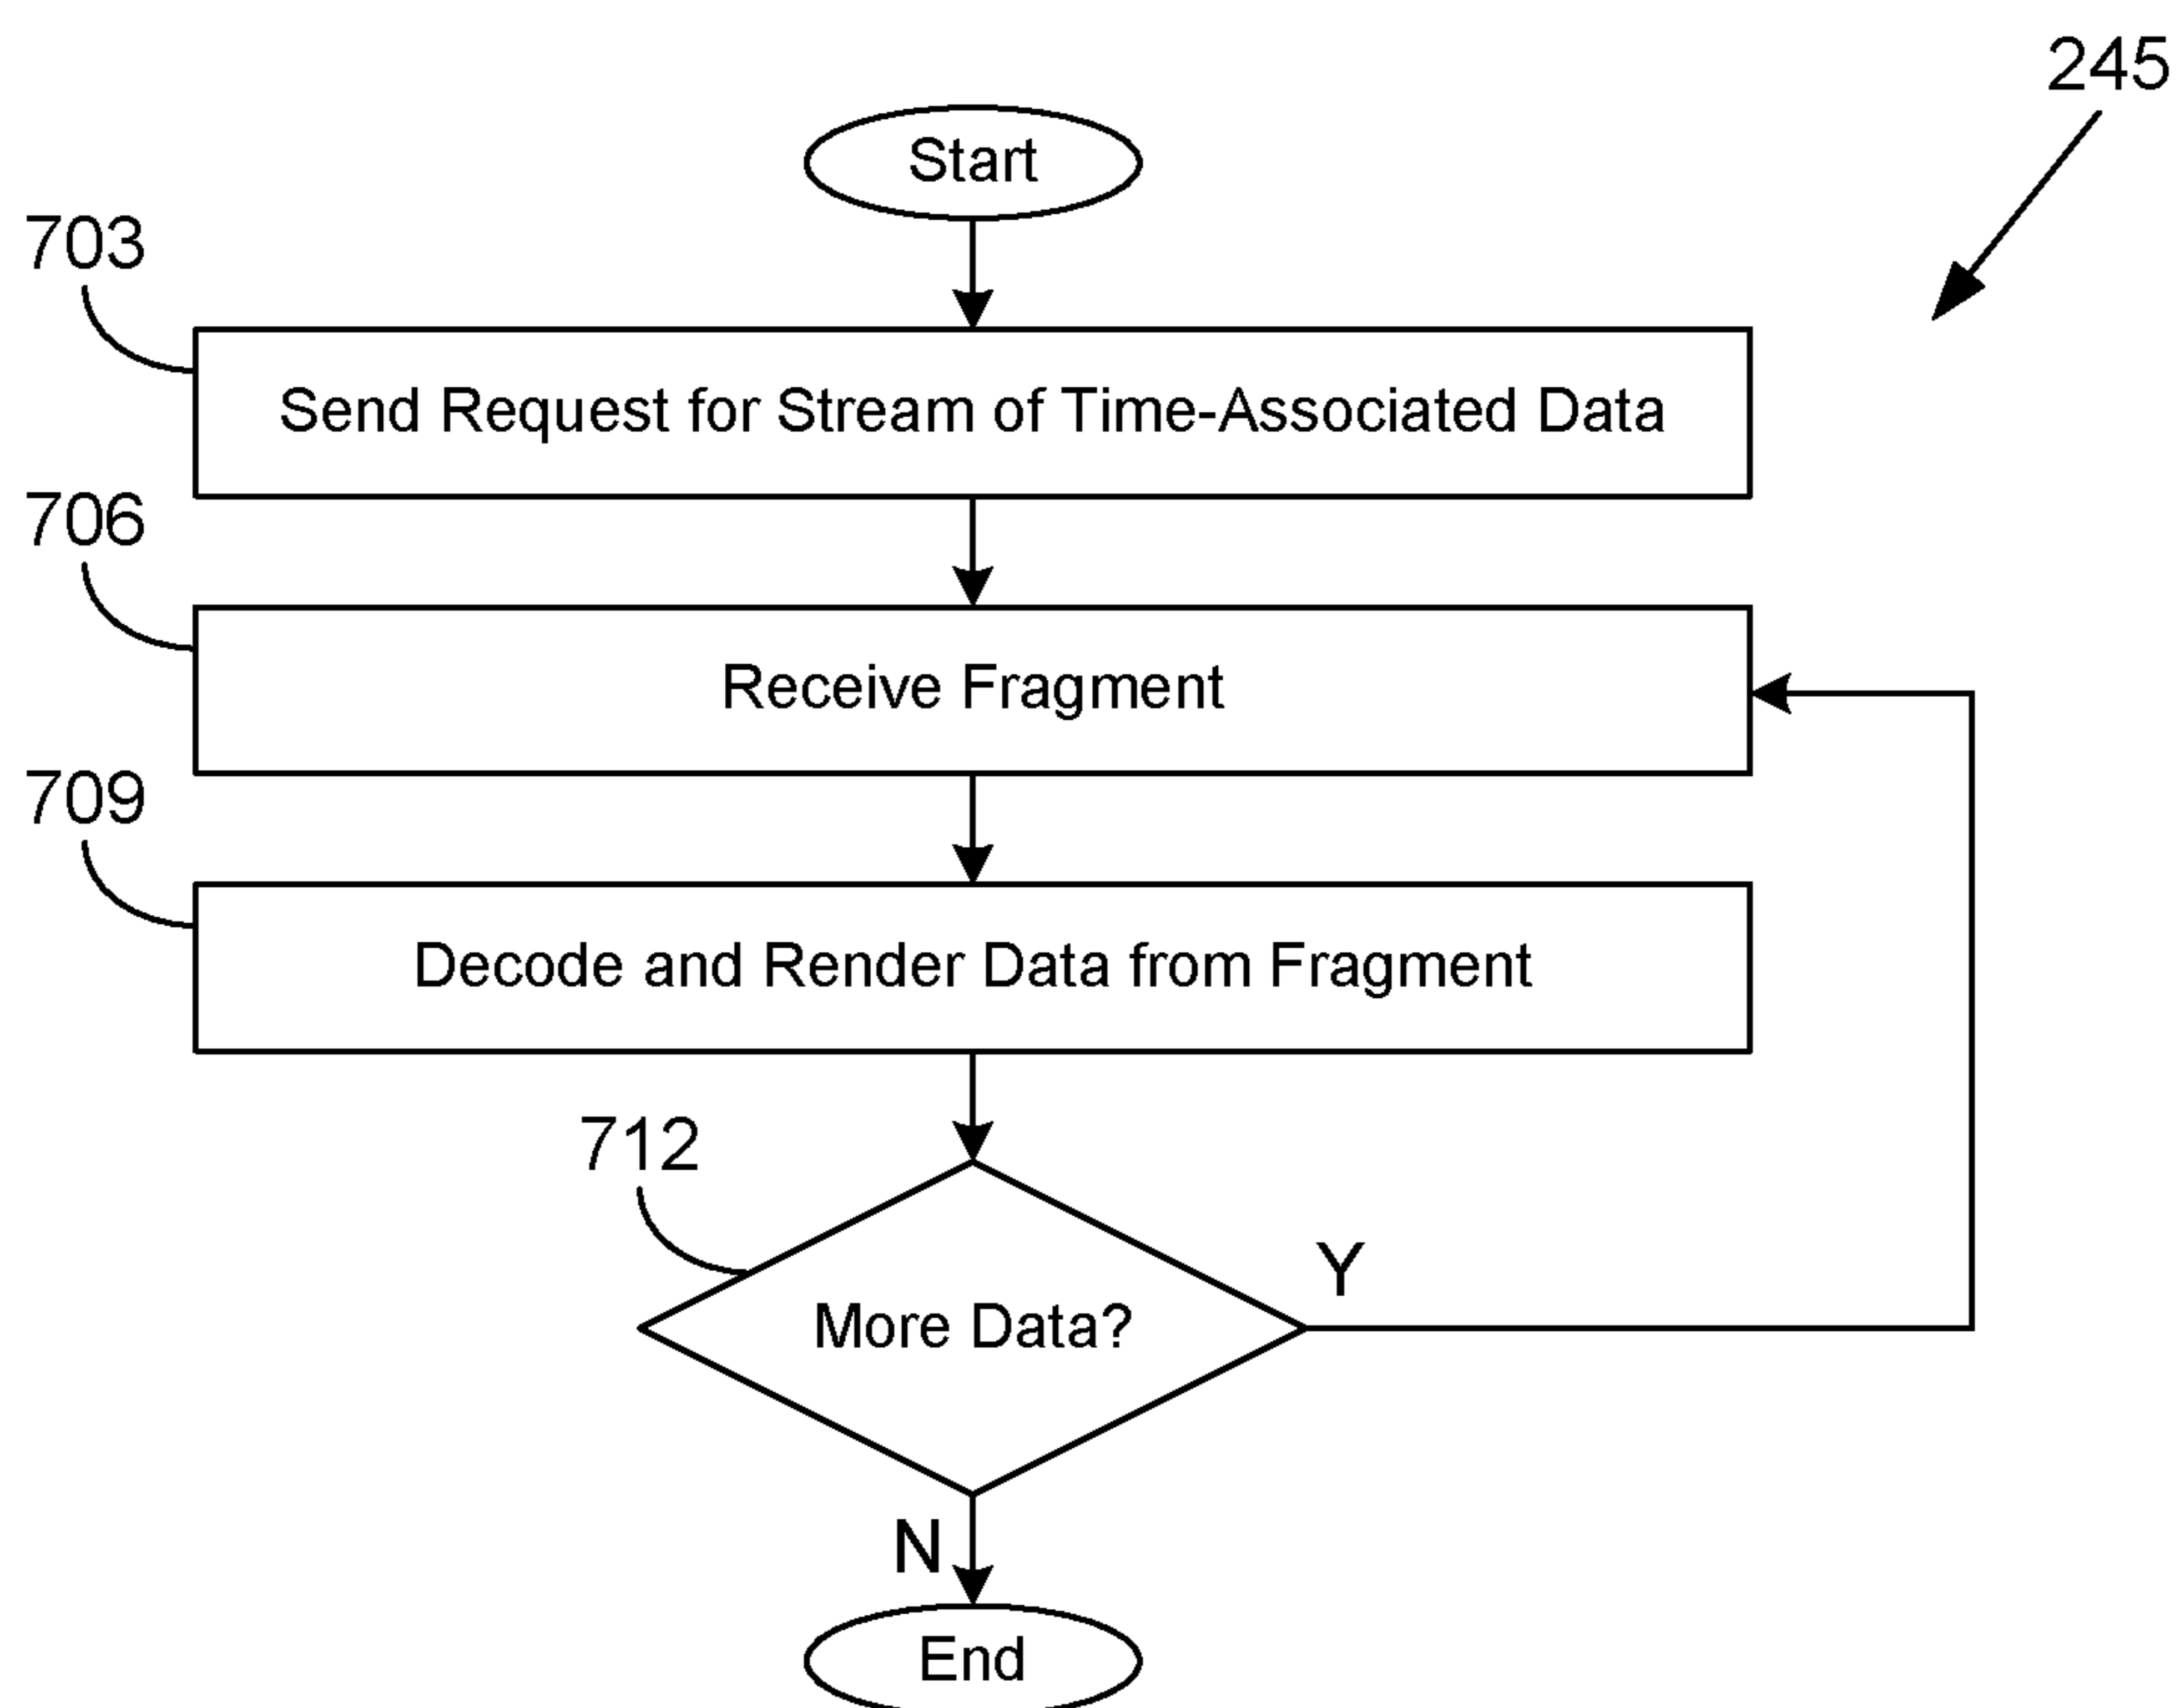 245
Start
703
Send Request for Stream of Time-Associated Data
706
Receive Fragment
709
Decode and Render Data from Fragment
712
More Data?
Y
N
End